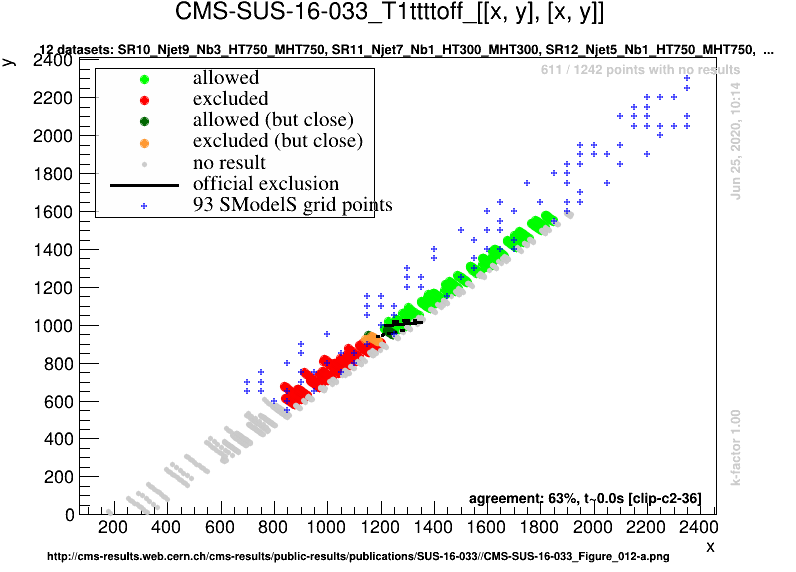 CMS-SUS-16-033_T1ttttoff_[[x, y], [x, y]]
12 datasets: SR10_Njet9_Nb3_HT750_MHT750, SR11_Njet7_Nb1_HT300_MHT300, SR12_Njet5_Nb1_HT750_MHT750, ...
611 / 1242 points with no results
y
allowed
excluded
allowed (but close)
excluded (but close)
no result
official exclusion
93 SModelS grid points
2400
2200
2000
1800
1600
1400
1200
1000
800
600
400
200
0
Jun 25, 2020, 10:14
k-factor 1.00
agreement: 63%, t~0.0s [clip-c2-36]
200 400 600 800 1000 1200 1400 1600 1800 2000 2200 2400
x
http://cms-results.web.cern.ch/cms-results/public-results/publications/SUS-16-033//CMS-SUS-16-033_Figure_012-a.png